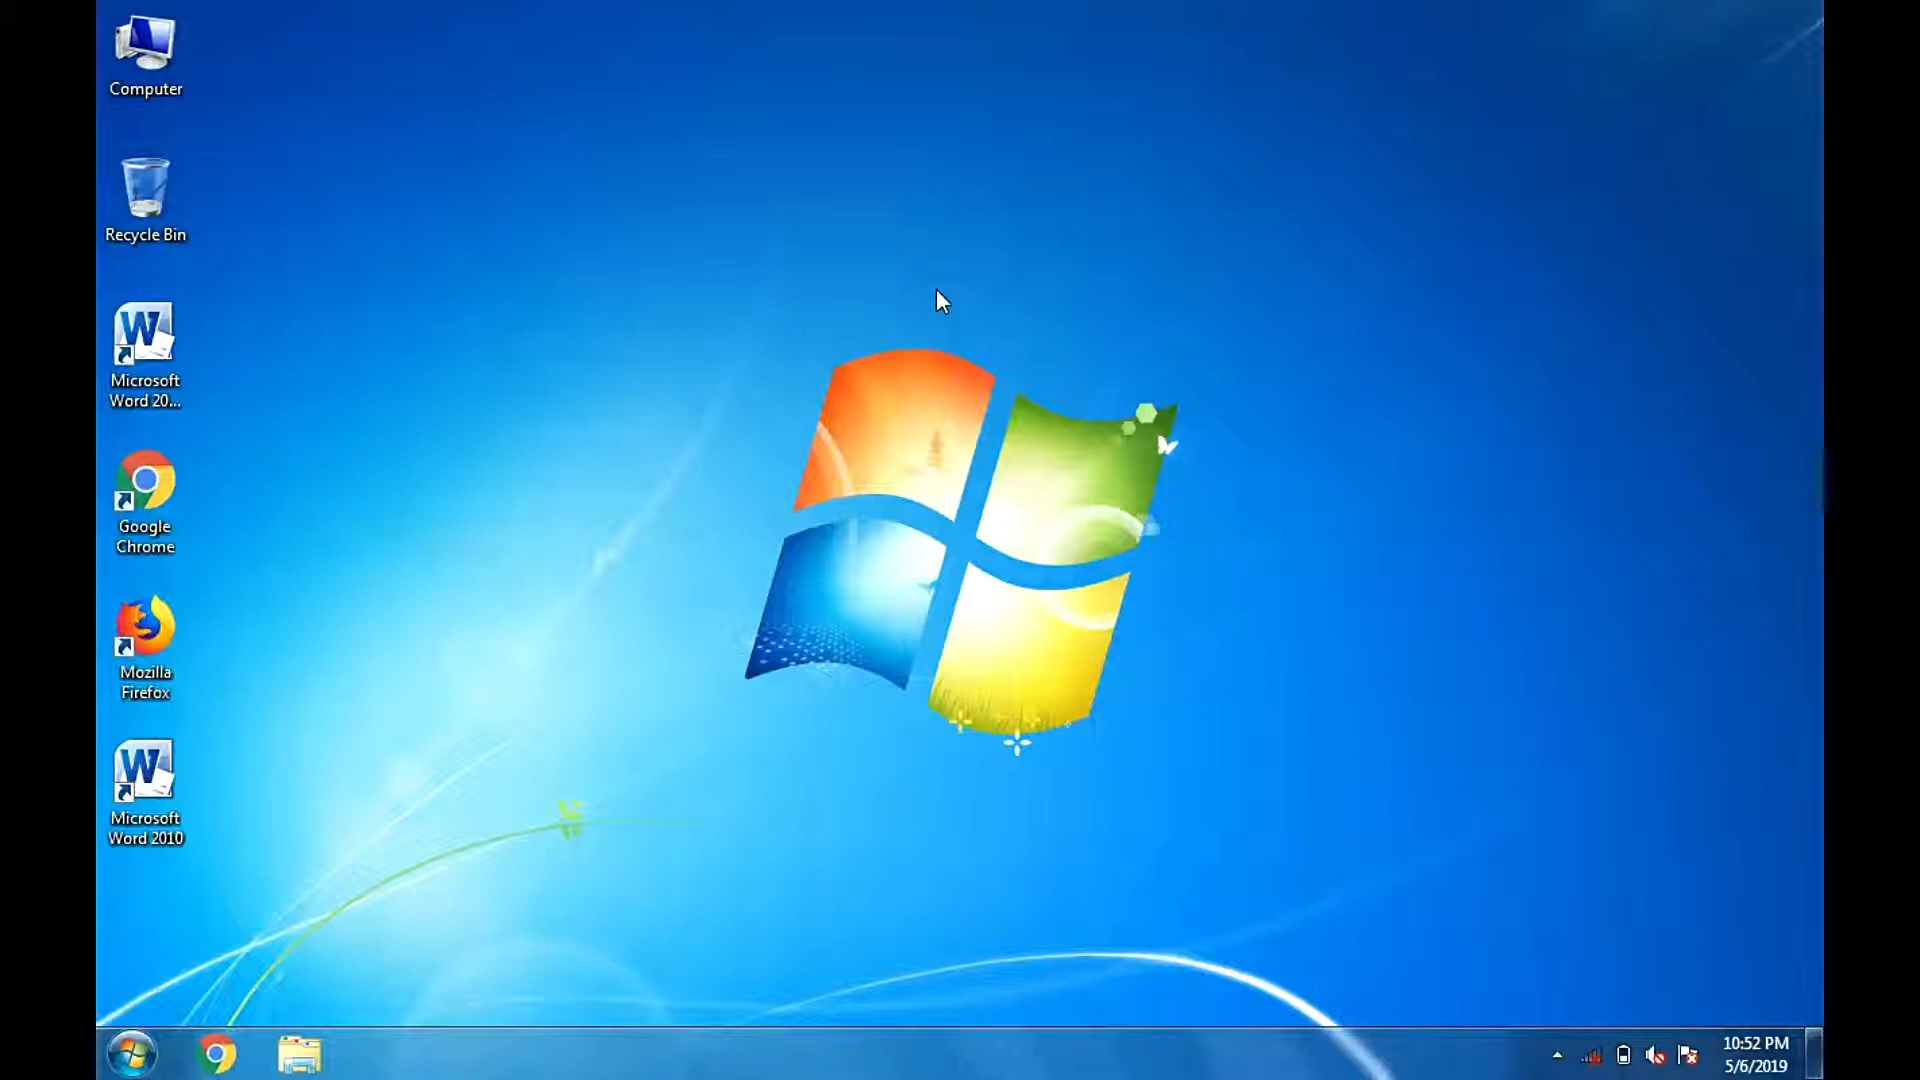 Computer
Recycle Bin
Microsoft
Word 20...
Google
Chrome
Mozilla
Firefox
Microsoft
Word 2010
10:52 PM
5/6/2019